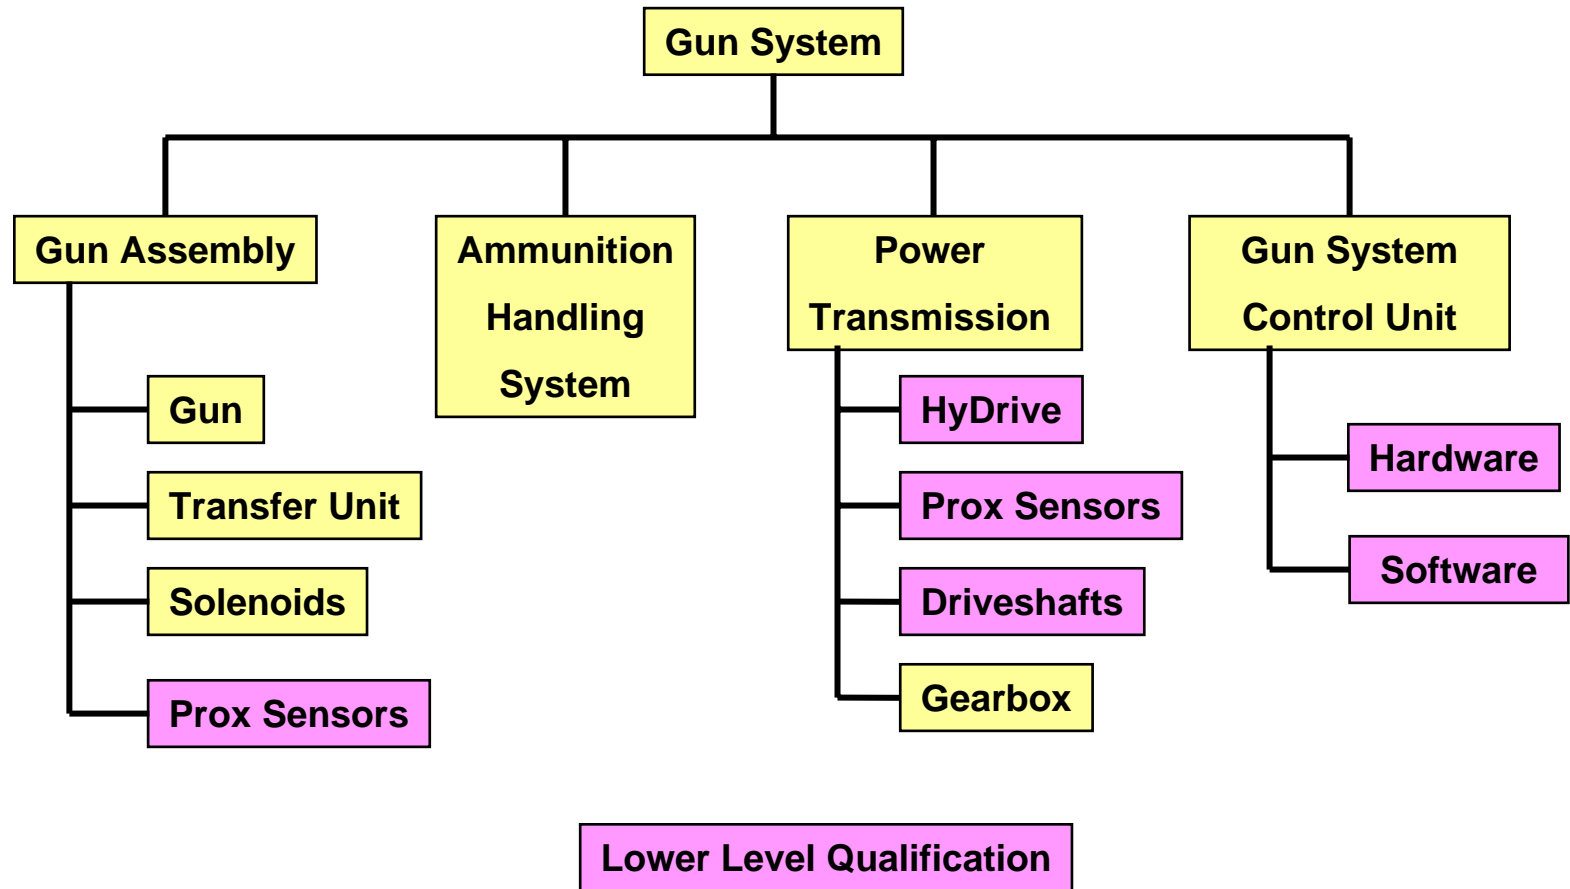 Gun System
Gun Assembly
Ammunition
Handling
System
Power
Transmission
Gun System
Control Unit
Gun
Transfer Unit
Solenoids
Prox Sensors
HyDrive
Prox Sensors
Driveshafts
Gearbox
Hardware
Software
Lower Level Qualification